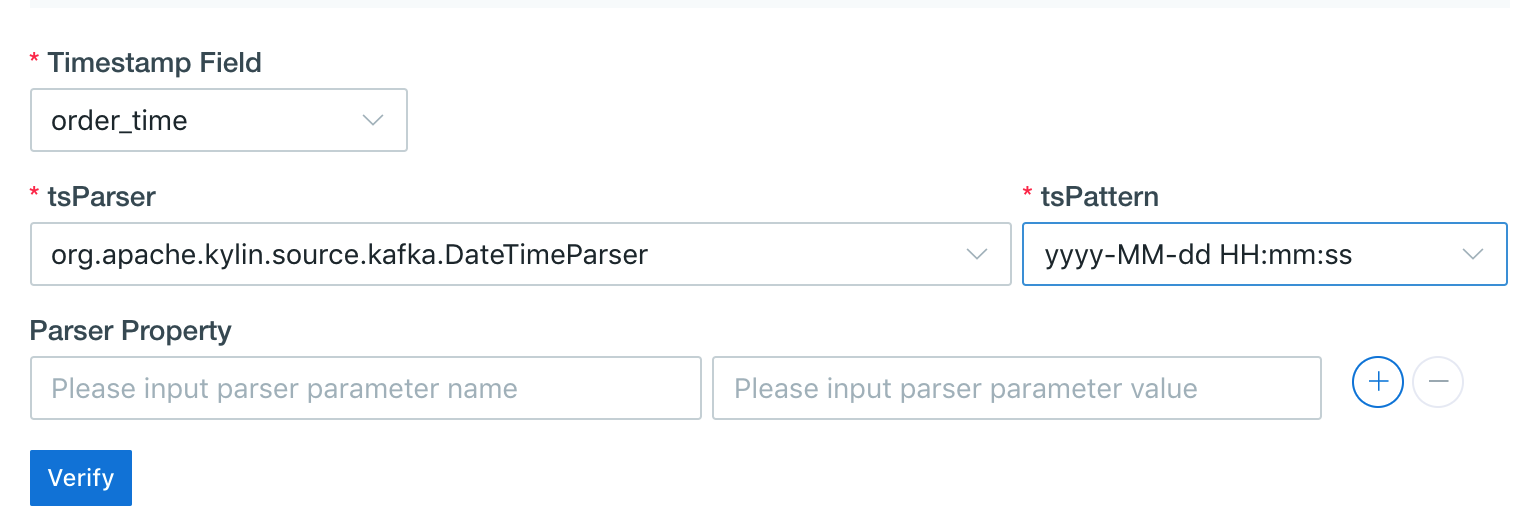 * Timestamp Field
order_time
* tsParser * tsPattern
org.apache.kylin.source.kafka.DateTimeParser yyyy-MM-dd HH:mm:ss
Parser Property
Please input parser parameter name Please input parser parameter value
Verify